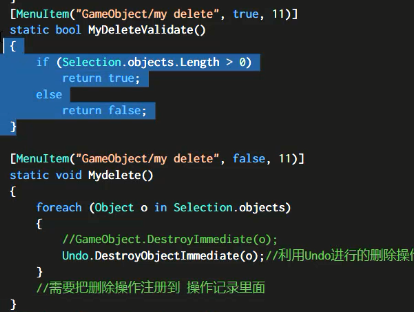 [MenuItem("GameObject/my delete", true, 11)]
static bool MyDeleteValidate()
{
if (Selection.objects.Length > 0)
return true;
else
return false;
}
[MenuItem("GameObject/my delete", false, 11)]
static void Mydelete()
{
foreach (Object o in Selection.objects)
{
//GameObject.DestroyImmediate(o);
Undo.DestroyObjectImmediate(o);//利用Undo进行的删除操作
}
//需要把删除操作注册到 操作记录里面
}